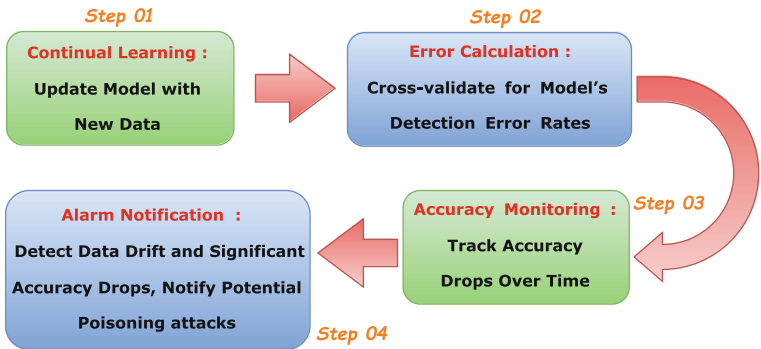 Step 01
Continual Learning :
Update Model with
New Data
Step 02
Error Calculation :
Cross-validate for Model's
Detection Error Rates
Step 03
Accuracy Monitoring :
Track Accuracy
Drops Over Time
Alarm Notification :
Detect Data Drift and Significant
Accuracy Drops, Notify Potential
Poisoning attacks
Step 04